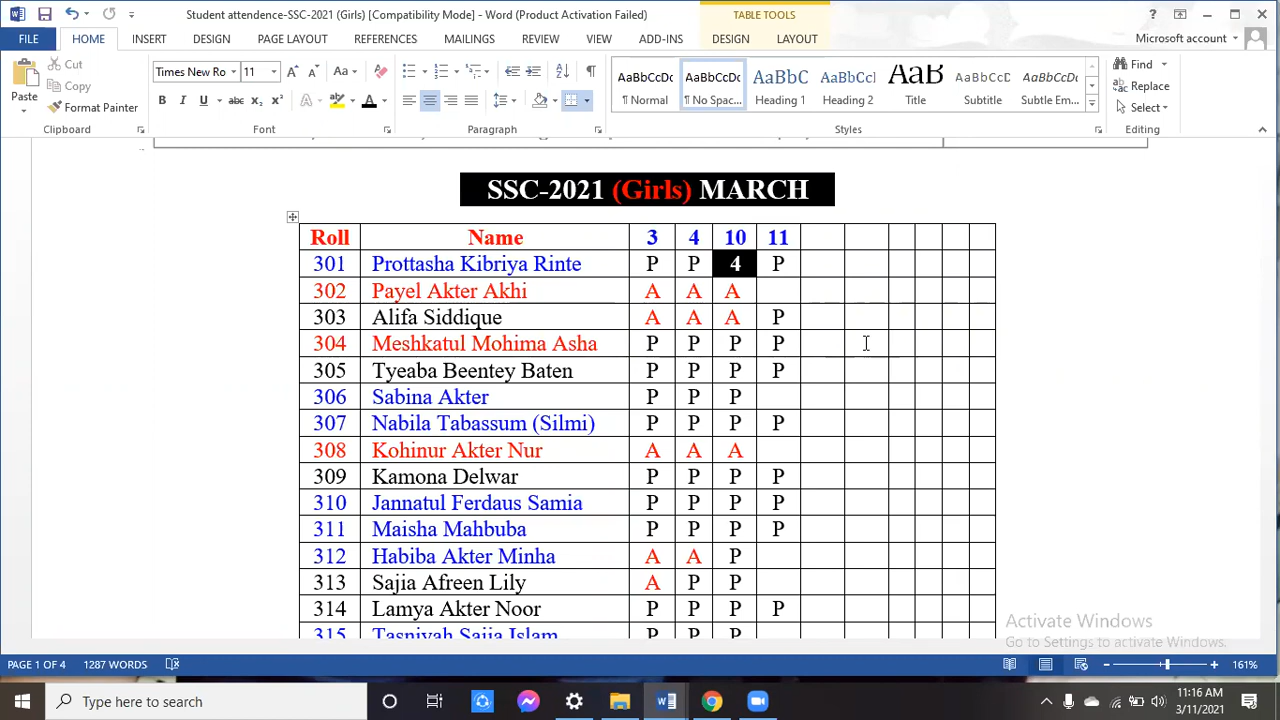 Student attendence-SSC-2021 (Girls) [Compatibility Mode] - Word (Product Activation Failed)
TABLE TOOLS
FILE HOME INSERT DESIGN PAGE LAYOUT REFERENCES MAILINGS REVIEW VIEW ADD-INS DESIGN LAYOUT Microsoft account
Paste
Cut
Copy
Format Painter
Clipboard
Times New Ro 11
Font
Paragraph
AaBbCcDc AaBbCcDc AaBbC AaBbCc AaB AaBbCcD AaBbCcDc
¶ Normal ¶ No Spac... Heading 1 Heading 2 Title Subtitle Subtle Em...
Styles
Find
Replace
Select
Editing
SSC-2021 (Girls) MARCH
Roll Name 3 4 10 11
301 Prottasha Kibriya Rinte P P 4 P
302 Payel Akter Akhi A A A
303 Alifa Siddique A A A P
304 Meshkatul Mohima Asha P P P P
305 Tyeaba Beentey Baten P P P P
306 Sabina Akter P P P
307 Nabila Tabassum (Silmi) P P P P
308 Kohinur Akter Nur A A A
309 Kamona Delwar P P P P
310 Jannatul Ferdaus Samia P P P P
311 Maisha Mahbuba P P P P
312 Habiba Akter Minha A A P
313 Sajia Afreen Lily A P P
314 Lamya Akter Noor P P P P
315 Tasniyah Sajia Islam P P P
Activate Windows
Go to Settings to activate Windows.
PAGE 1 OF 4 1287 WORDS 161%
Type here to search
11:16 AM
3/11/2021